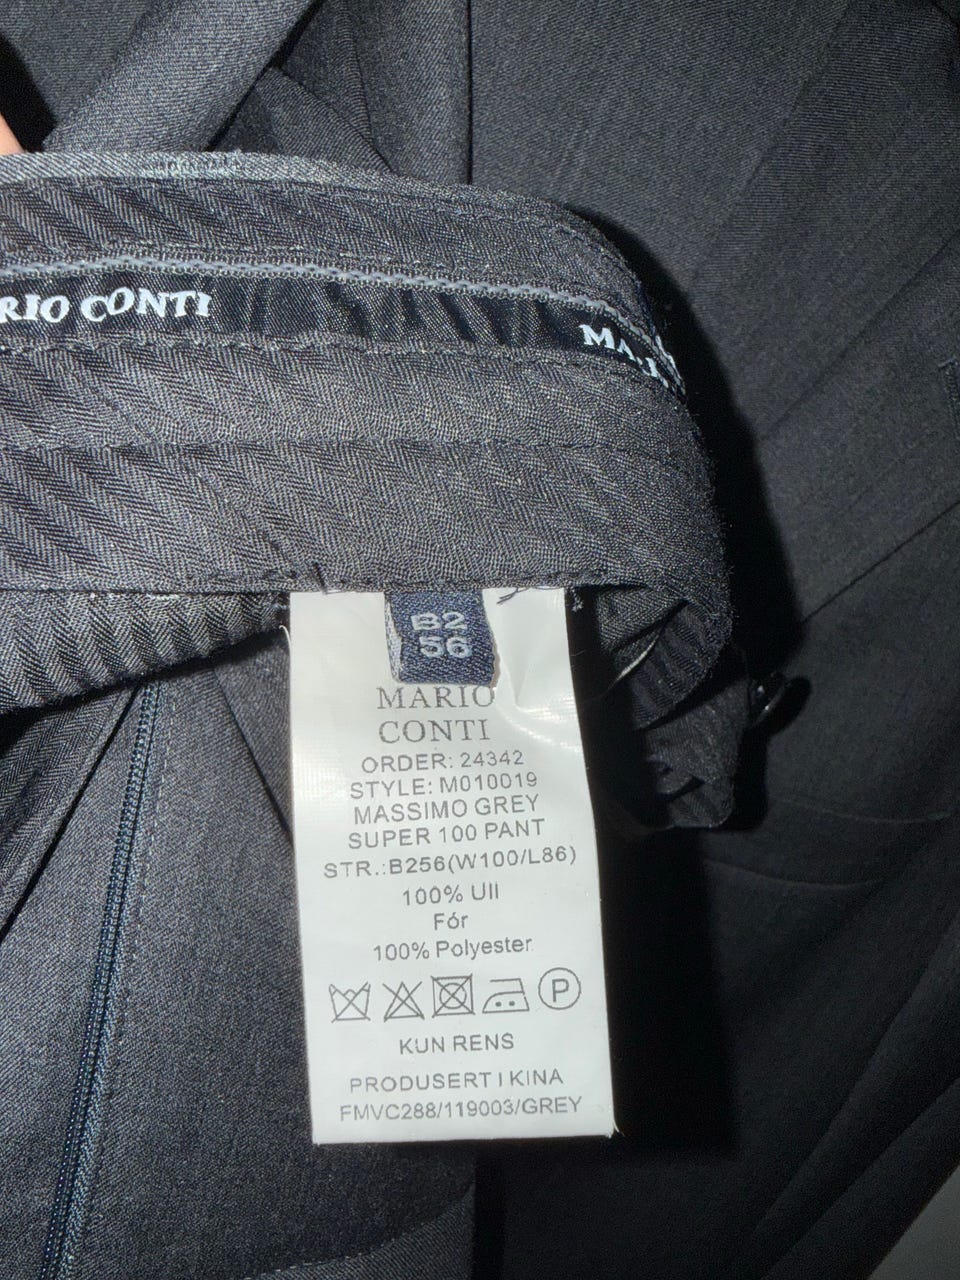 RIO CONTI
MA
B2
56
MARIO
CONTI
ORDER: 24342
STYLE: M010019
MASSIMO GREY
SUPER 100 PANT
STR.:B256(W100/L86)
100% Ull
Fór
100% Polyester
P
KUN RENS
PRODUSERT I KINA
FMVC288/119003/GREY